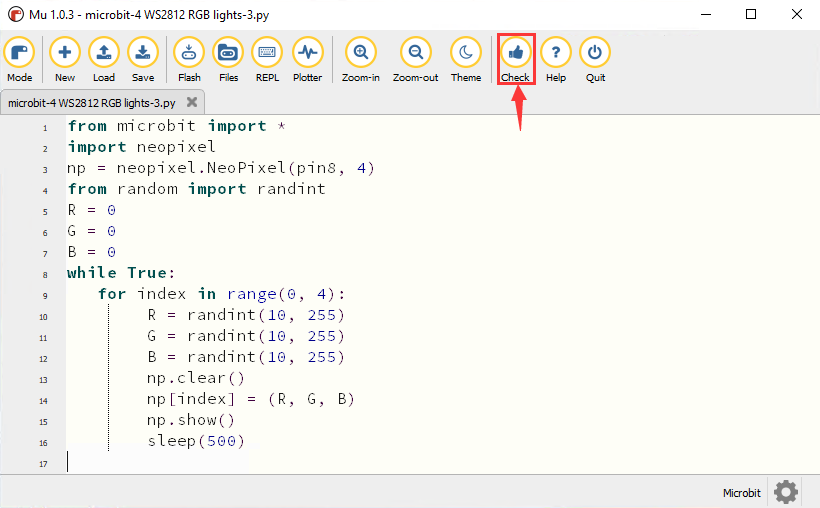 Mu 1.0.3 - microbit-4 WS2812 RGB lights-3.py
Mode New Load Save Flash Files REPL Plotter Zoom-in Zoom-out Theme Check Help Quit
microbit-4 WS2812 RGB lights-3.py
1 from microbit import *
2 import neopixel
3 np = neopixel.NeoPixel(pin8, 4)
4 from random import randint
5 R = 0
6 G = 0
7 B = 0
8 while True:
9 for index in range(0, 4):
10 R = randint(10, 255)
11 G = randint(10, 255)
12 B = randint(10, 255)
13 np.clear()
14 np[index] = (R, G, B)
15 np.show()
16 sleep(500)
17
Microbit